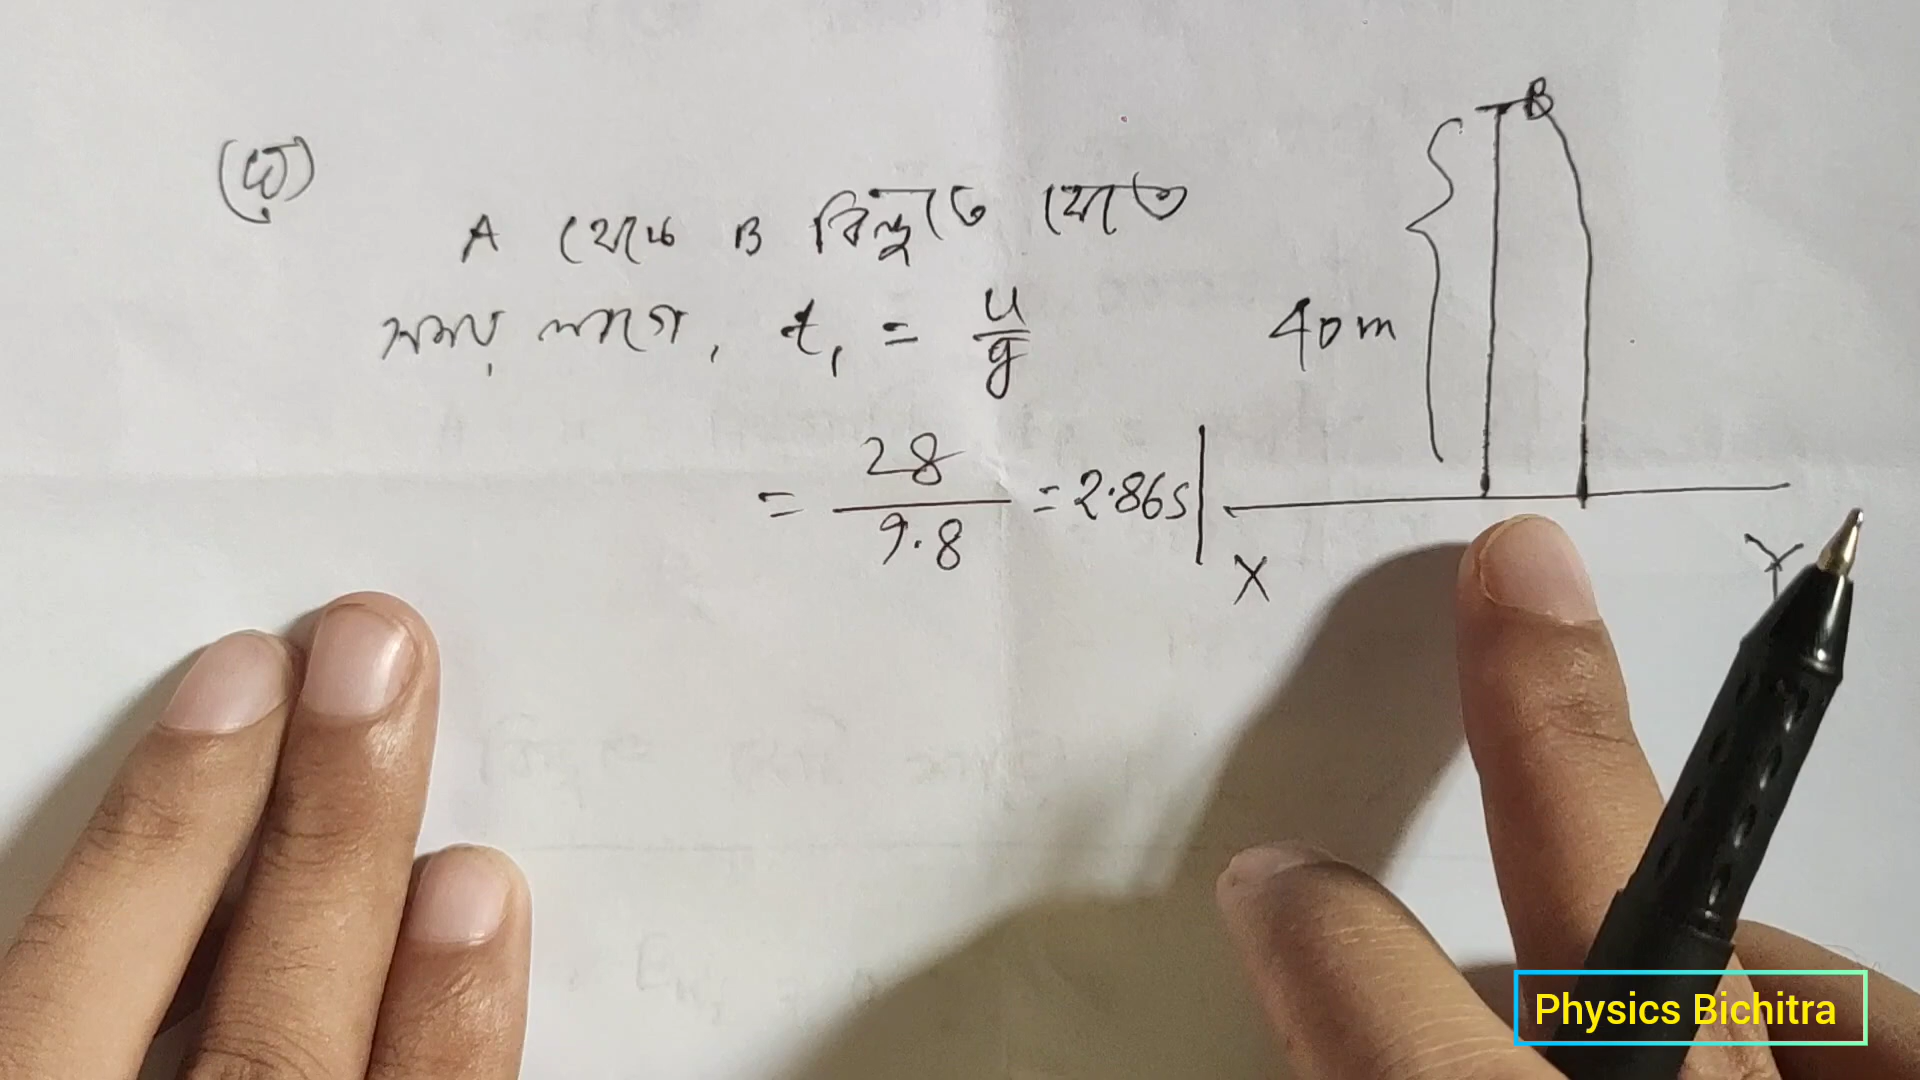 (ঘ)
A থেকে B বিন্দুতে যেতে
সময় লাগে, t₁ = u/g
= 28/9.8 = 2.86s
B
40m
X
Y
Physics Bichitra